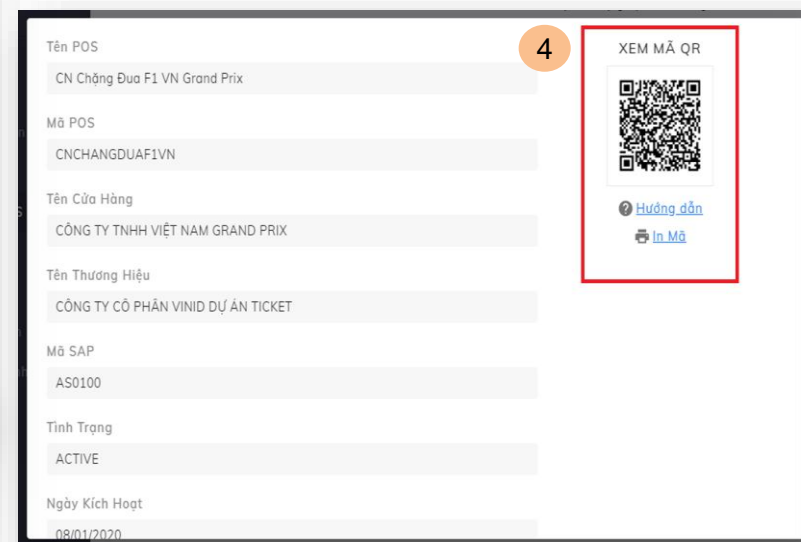 Tên POS
CN Chặng Đua F1 VN Grand Prix
Mã POS
CNCHANGDUAF1VN
Tên Cửa Hàng
CÔNG TY TNHH VIỆT NAM GRAND PRIX
Tên Thương Hiệu
CÔNG TY CỔ PHẦN VINID DỰ ÁN TICKET
Mã SAP
AS0100
Tình Trạng
ACTIVE
Ngày Kích Hoạt
08/01/2020
4
XEM MÃ QR
Hướng dẫn
In Mã